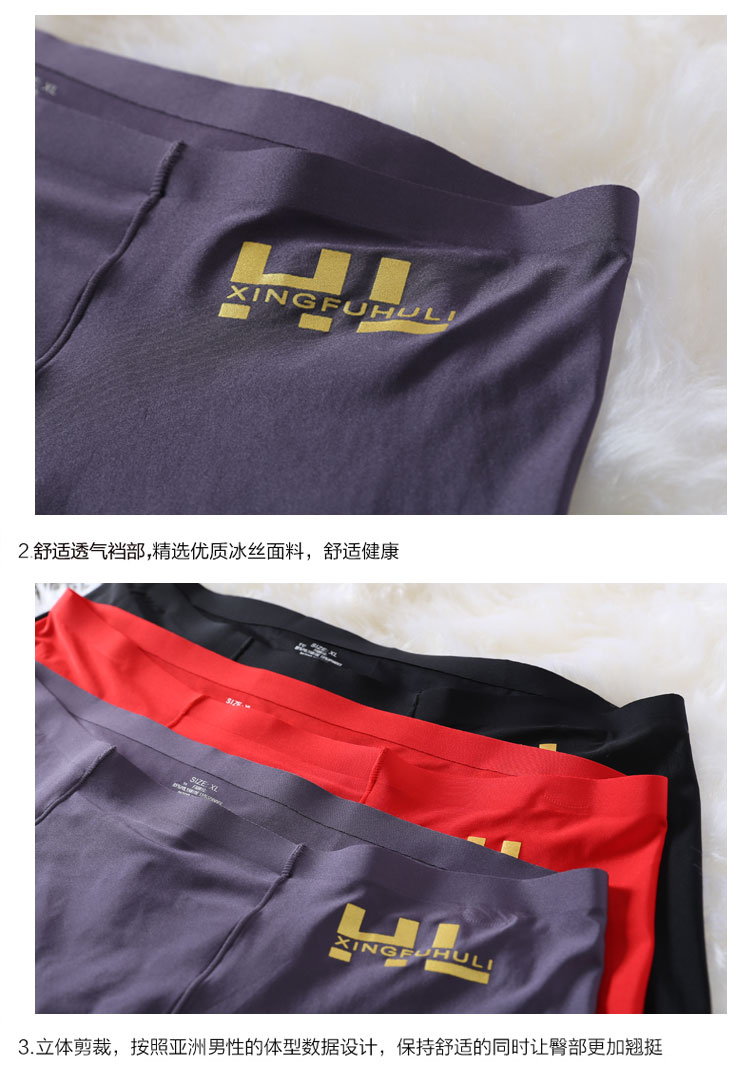 XL
HL
XINGFUHULI
2.舒适透气裆部,精选优质冰丝面料，舒适健康
SIZE: XL
SIZE:
SIZE: XL
HL
XINGFUHULI
3.立体剪裁，按照亚洲男性的体型数据设计，保持舒适的同时让臀部更加翘挺